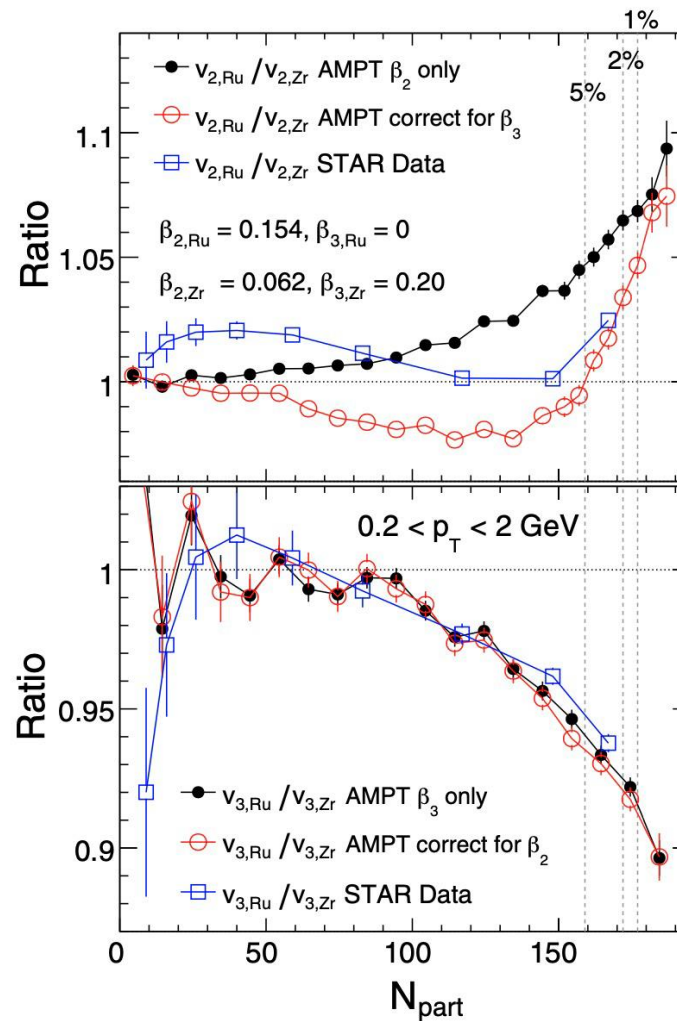 1%
2%
5%
v2,Ru /v2,Zr AMPT β2 only
v2,Ru /v2,Zr AMPT correct for β3
v2,Ru /v2,Zr STAR Data
β2,Ru = 0.154, β3,Ru = 0
β2,Zr = 0.062, β3,Zr = 0.20
Ratio
1.1
1.05
1
0.2 < pT < 2 GeV
Ratio
1
0.95
0.9
v3,Ru /v3,Zr AMPT β3 only
v3,Ru /v3,Zr AMPT correct for β2
v3,Ru /v3,Zr STAR Data
0 50 100 150
Npart